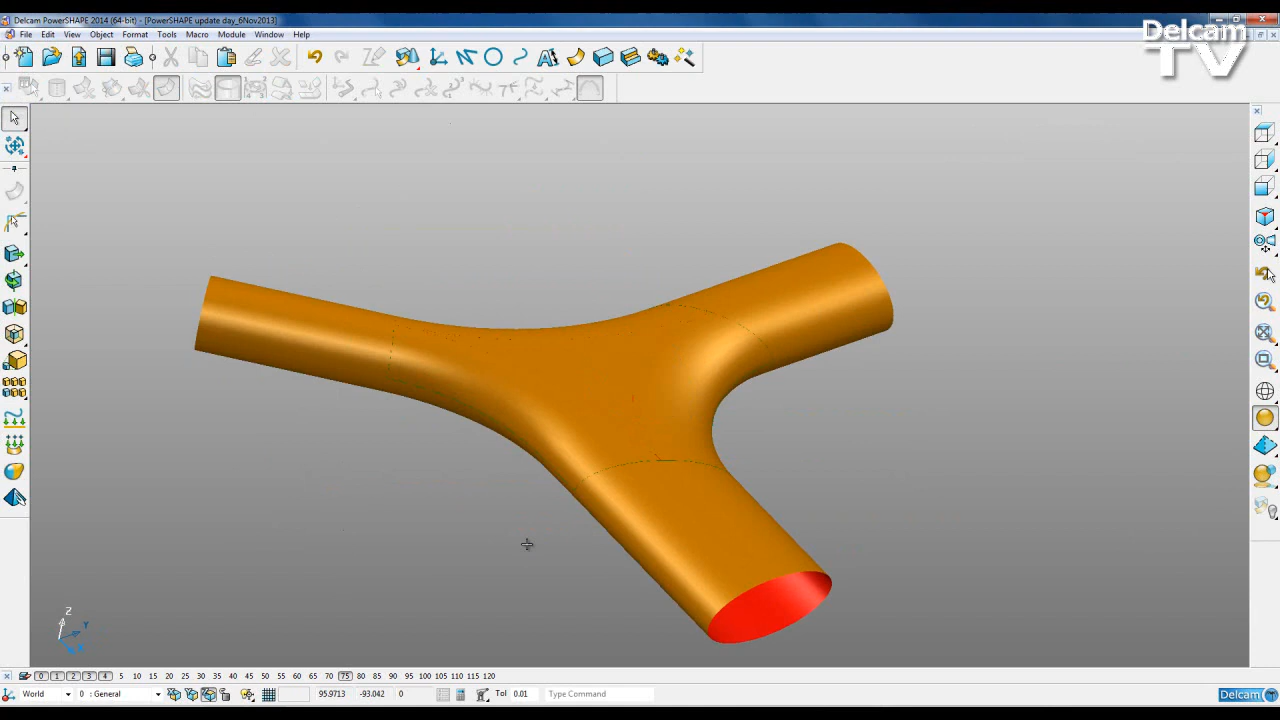 Delcam PowerSHAPE 2014 (64-bit) - [PowerSHAPE update day_6Nov2013]
Delcam
TV
File Edit View Object Format Tools Macro Module Window Help
Z
Y
X
0 1 2 3 4 5 10 15 20 25 30 35 40 45 50 55 60 65 70 75 80 85 90 95 100 105 110 115 120
World 0 : General 95.9713 -93.042 0 Tol 0.01 Type Command Delcam